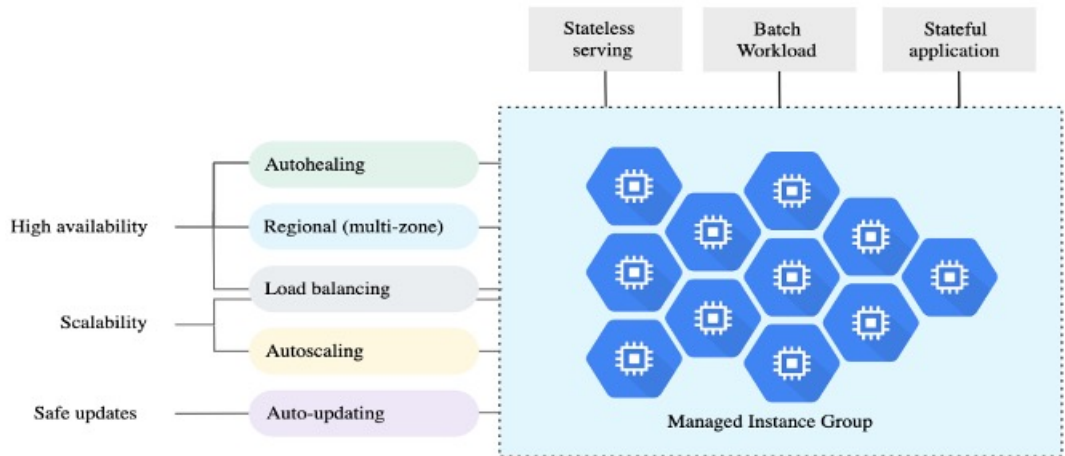 Stateless
serving
Batch
Workload
Stateful
application
Autohealing
High availability
Regional (multi-zone)
Load balancing
Scalability
Autoscaling
Safe updates
Auto-updating
Managed Instance Group